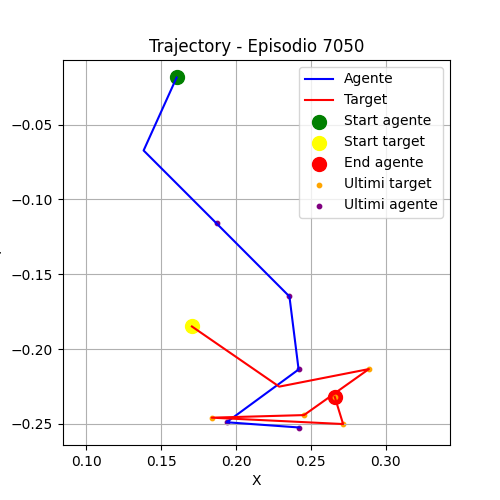 Trajectory - Episodio 7050
Agente
Target
Start agente
Start target
End agente
Ultimi target
Ultimi agente
−0.05
−0.10
−0.15
−0.20
−0.25
0.10 0.15 0.20 0.25 0.30
X